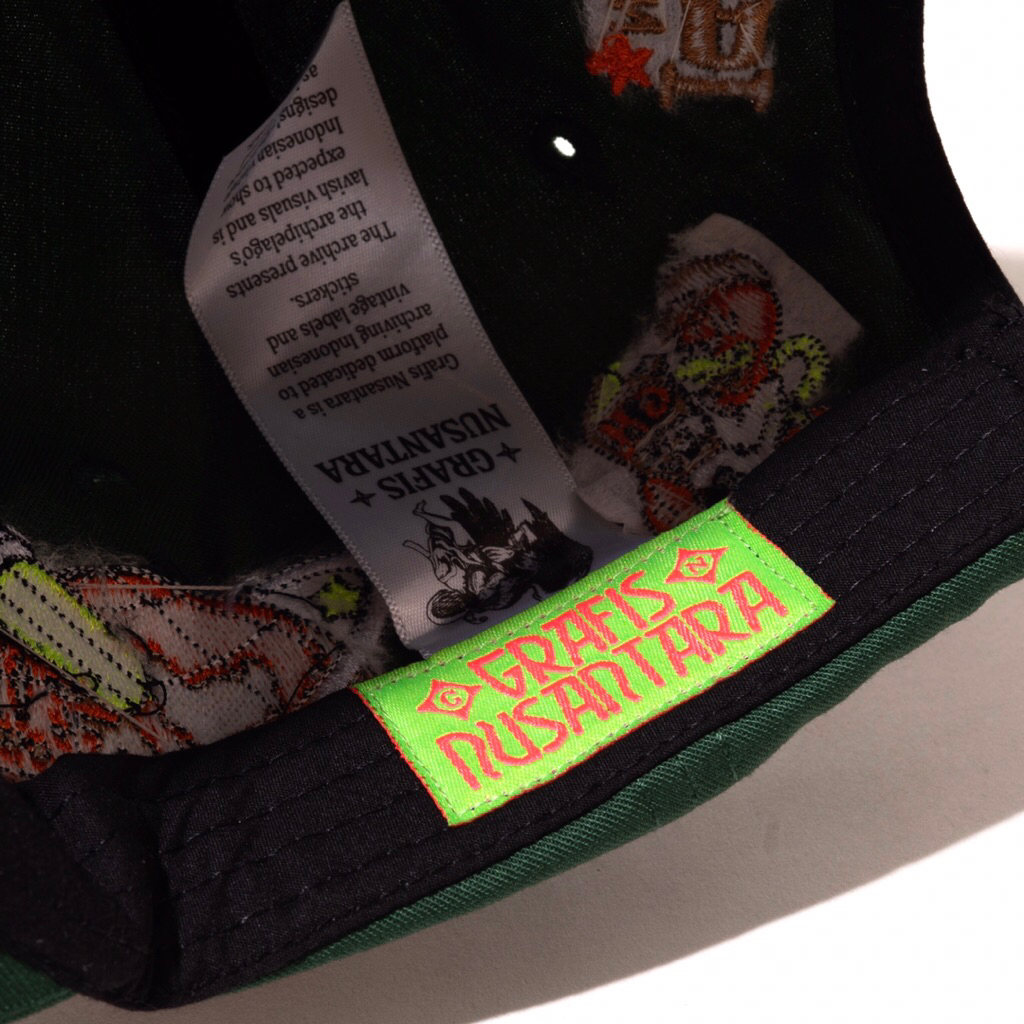 GRAFIS
NUSANTARA
Grafis Nusantara is a
platform dedicated to
archiving Indonesian
vintage labels and
stickers.
The archive presents
the archipelago's
lavish visuals and is
expected to show
Indonesian
designs
as
G GRAFIS N
NUSANTARA